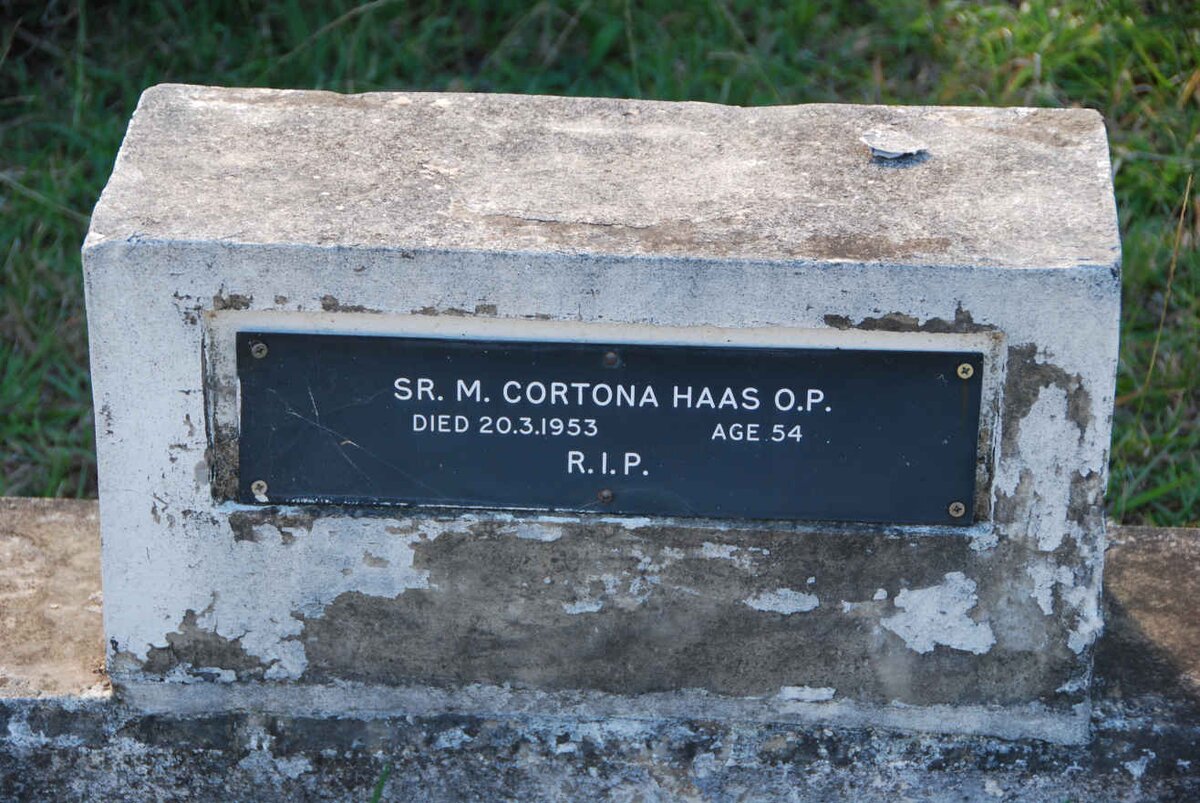 SR. M. CORTONA HAAS O.P.
DIED 20.3.1953 AGE 54
R.I.P.